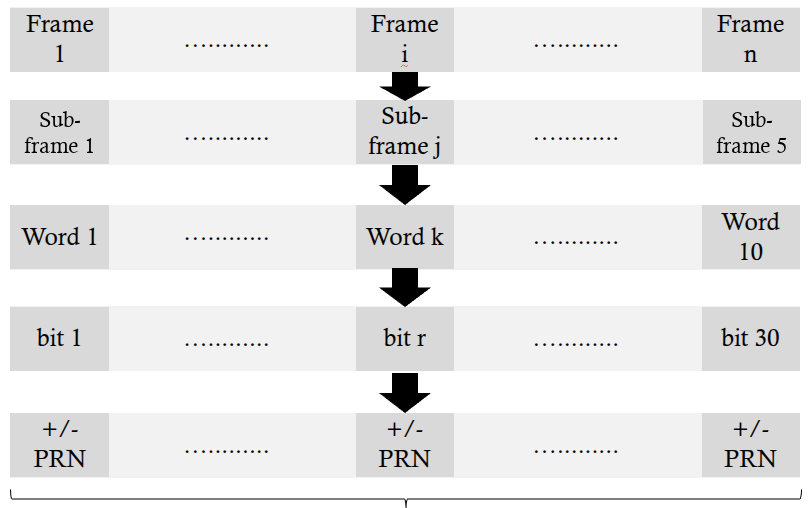 Frame 1 ............ Frame i ............ Frame n
Sub-frame 1 ............ Sub-frame j ............ Sub-frame 5
Word 1 ............ Word k ............ Word 10
bit 1 ............ bit r ............ bit 30
+/- PRN ............ +/- PRN ............ +/- PRN